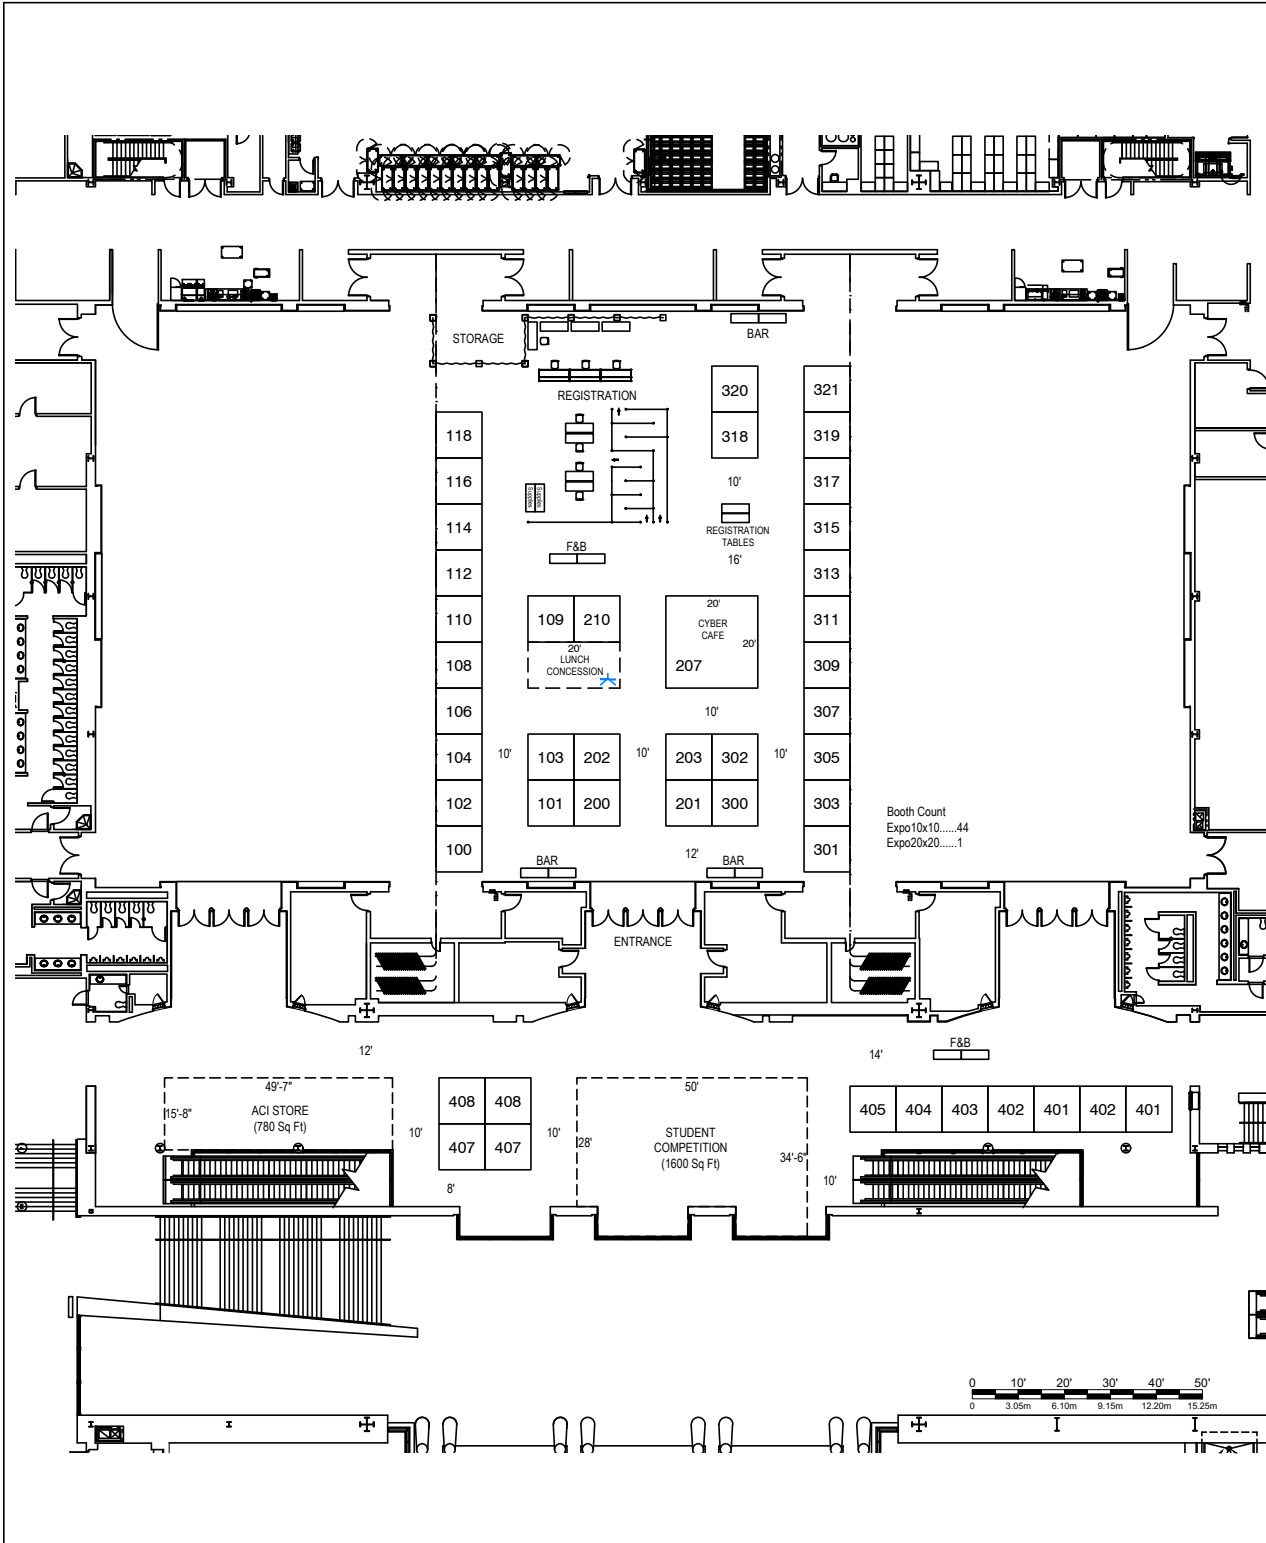 STORAGE
BAR
REGISTRATION
320
321
318
319
118
116
10'
317
Supplies
Supplies
114
REGISTRATION
TABLES
315
F&B
16'
112
313
110
109
210
20'
CYBER
CAFE
20'
207
311
108
20'
LUNCH
CONCESSION
309
106
10'
307
104
10'
103
202
10'
203
302
10'
305
102
101
200
201
300
303
Booth Count
Expo10x10......44
Expo20x20......1
100
BAR
12'
BAR
301
ENTRANCE
12'
14'
F&B
49'-7"
15'-8"
ACI STORE
(780 Sq Ft)
10'
408
408
407
407
10'
8'
50'
28'
STUDENT
COMPETITION
(1600 Sq Ft)
34'-6"
10'
405
404
403
402
401
402
401
0
10'
20'
30'
40'
50'
0
3.05m
6.10m
9.15m
12.20m
15.25m